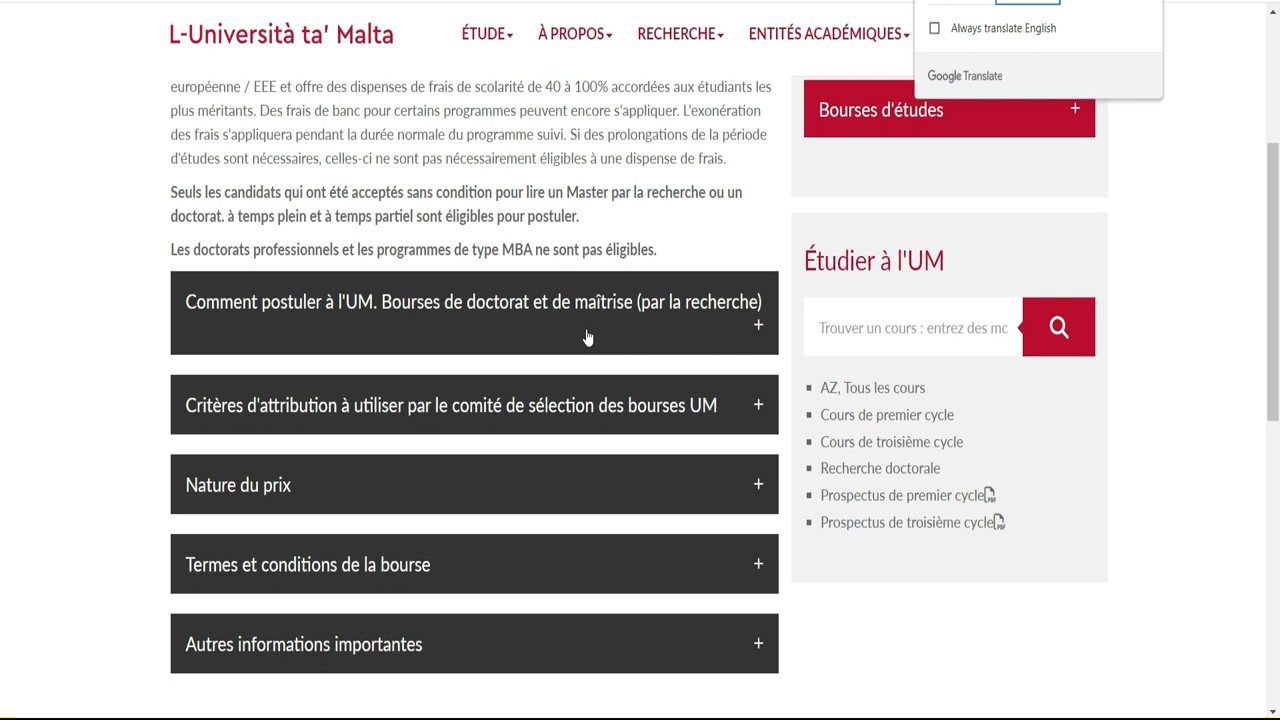 L-Università ta' Malta
ÉTUDE
À PROPOS
RECHERCHE
ENTITÉS ACADÉMIQUES
Always translate English
Google Translate
européenne / EEE et offre des dispenses de frais de scolarité de 40 à 100% accordées aux étudiants les
plus méritants. Des frais de banc pour certains programmes peuvent encore s'appliquer. L'exonération
des frais s'appliquera pendant la durée normale du programme suivi. Si des prolongations de la période
d'études sont nécessaires, celles-ci ne sont pas nécessairement éligibles à une dispense de frais.
Seuls les candidats qui ont été acceptés sans condition pour lire un Master par la recherche ou un
doctorat. à temps plein et à temps partiel sont éligibles pour postuler.
Les doctorats professionnels et les programmes de type MBA ne sont pas éligibles.
Comment postuler à l'UM. Bourses de doctorat et de maîtrise (par la recherche)
+
Critères d'attribution à utiliser par le comité de sélection des bourses UM +
Nature du prix +
Termes et conditions de la bourse +
Autres informations importantes +
Bourses d'études +
Étudier à l'UM
Trouver un cours : entrez des mc
AZ, Tous les cours
Cours de premier cycle
Cours de troisième cycle
Recherche doctorale
Prospectus de premier cycle
Prospectus de troisième cycle